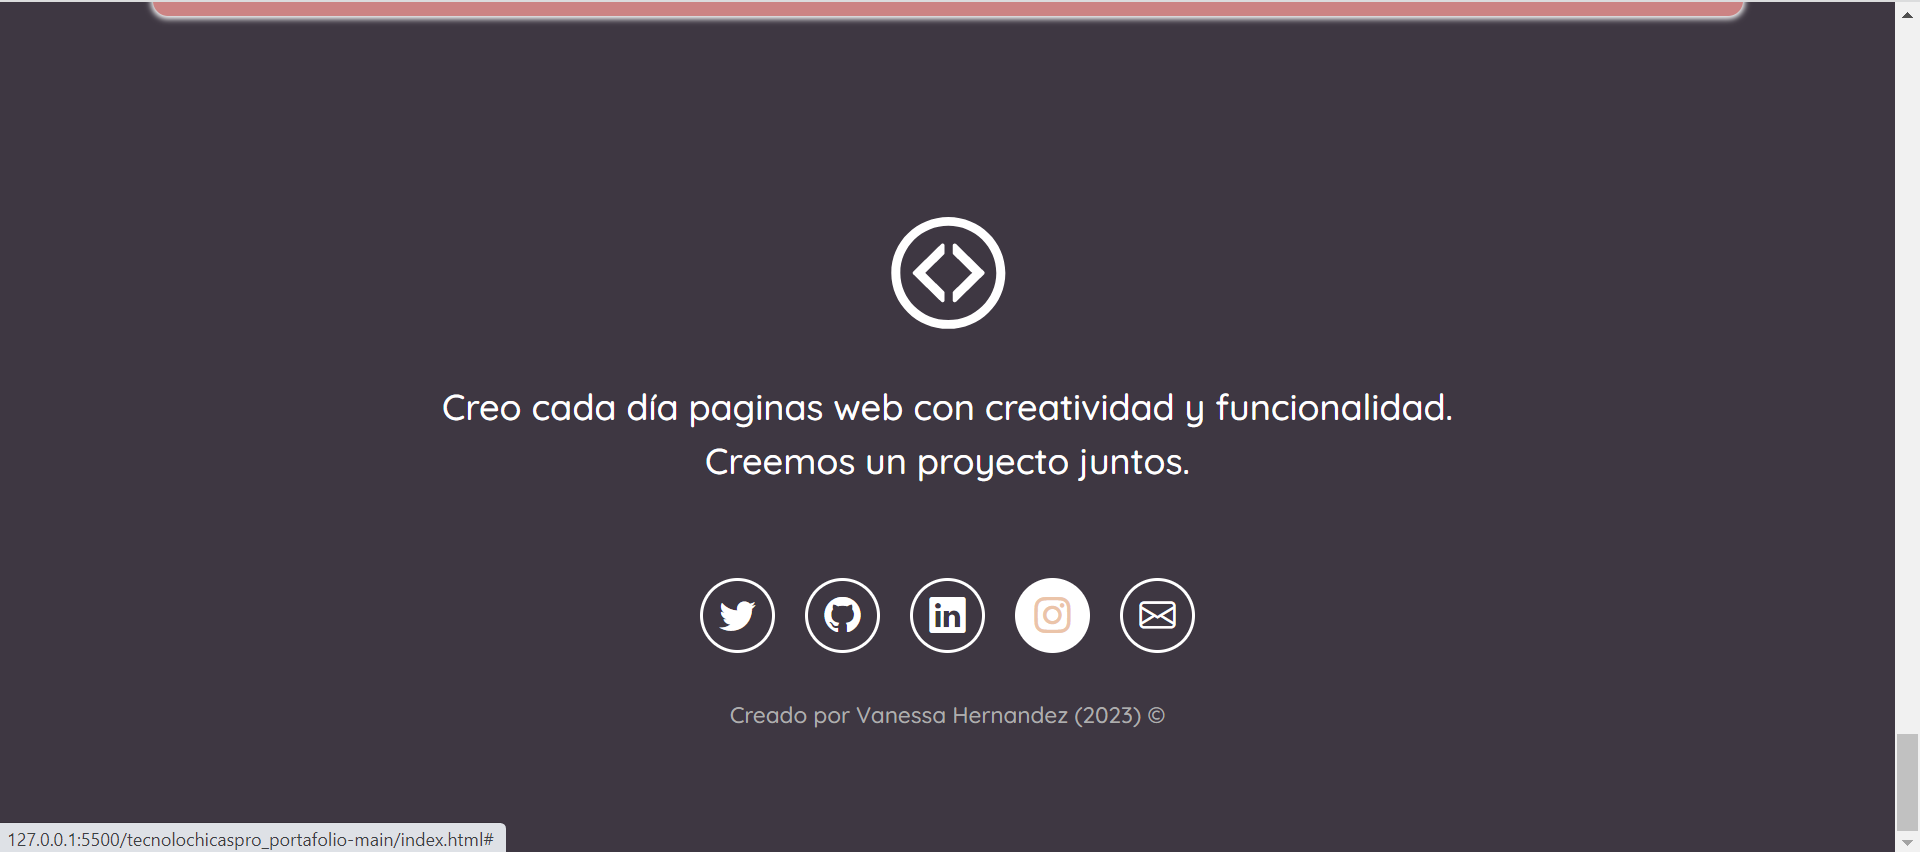 Creo cada día paginas web con creatividad y funcionalidad.
Creemos un proyecto juntos.
in
Creado por Vanessa Hernandez (2023) ©
127.0.0.1:5500/tecnolochicaspro_portafolio-main/index.html#